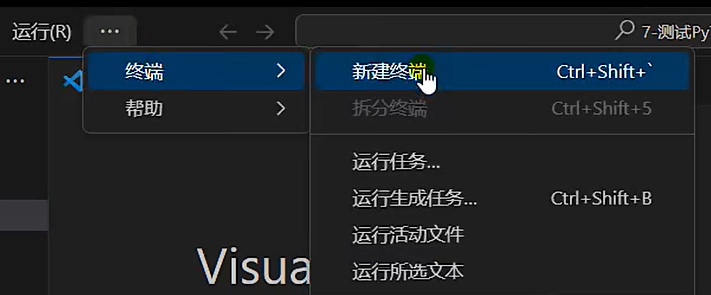 运行(R) ··· 7-测试Py
··· 终端 新建终端 Ctrl+Shift+`
帮助 拆分终端 Ctrl+Shift+5
运行任务...
运行生成任务... Ctrl+Shift+B
运行活动文件
Visua 运行所选文本